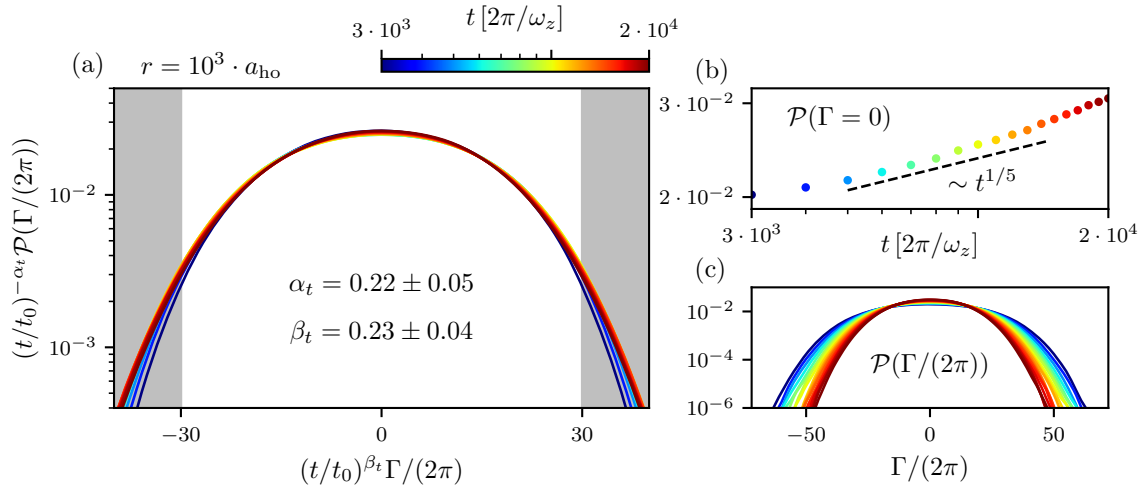 t [2π/ω_z]
3 · 10^3
2 · 10^4
(a)
r = 10^3 · a_ho
(t/t_0)^{-α_t} P(Γ/(2π))
10^{-2}
10^{-3}
α_t = 0.22 ± 0.05
β_t = 0.23 ± 0.04
−30
0
30
(t/t_0)^{β_t} Γ/(2π)
(b)
3 · 10^{-2}
2 · 10^{-2}
P(Γ = 0)
∼ t^{1/5}
3 · 10^3
2 · 10^4
t [2π/ω_z]
(c)
10^{-2}
10^{-4}
10^{-6}
P(Γ/(2π))
−50
0
50
Γ/(2π)